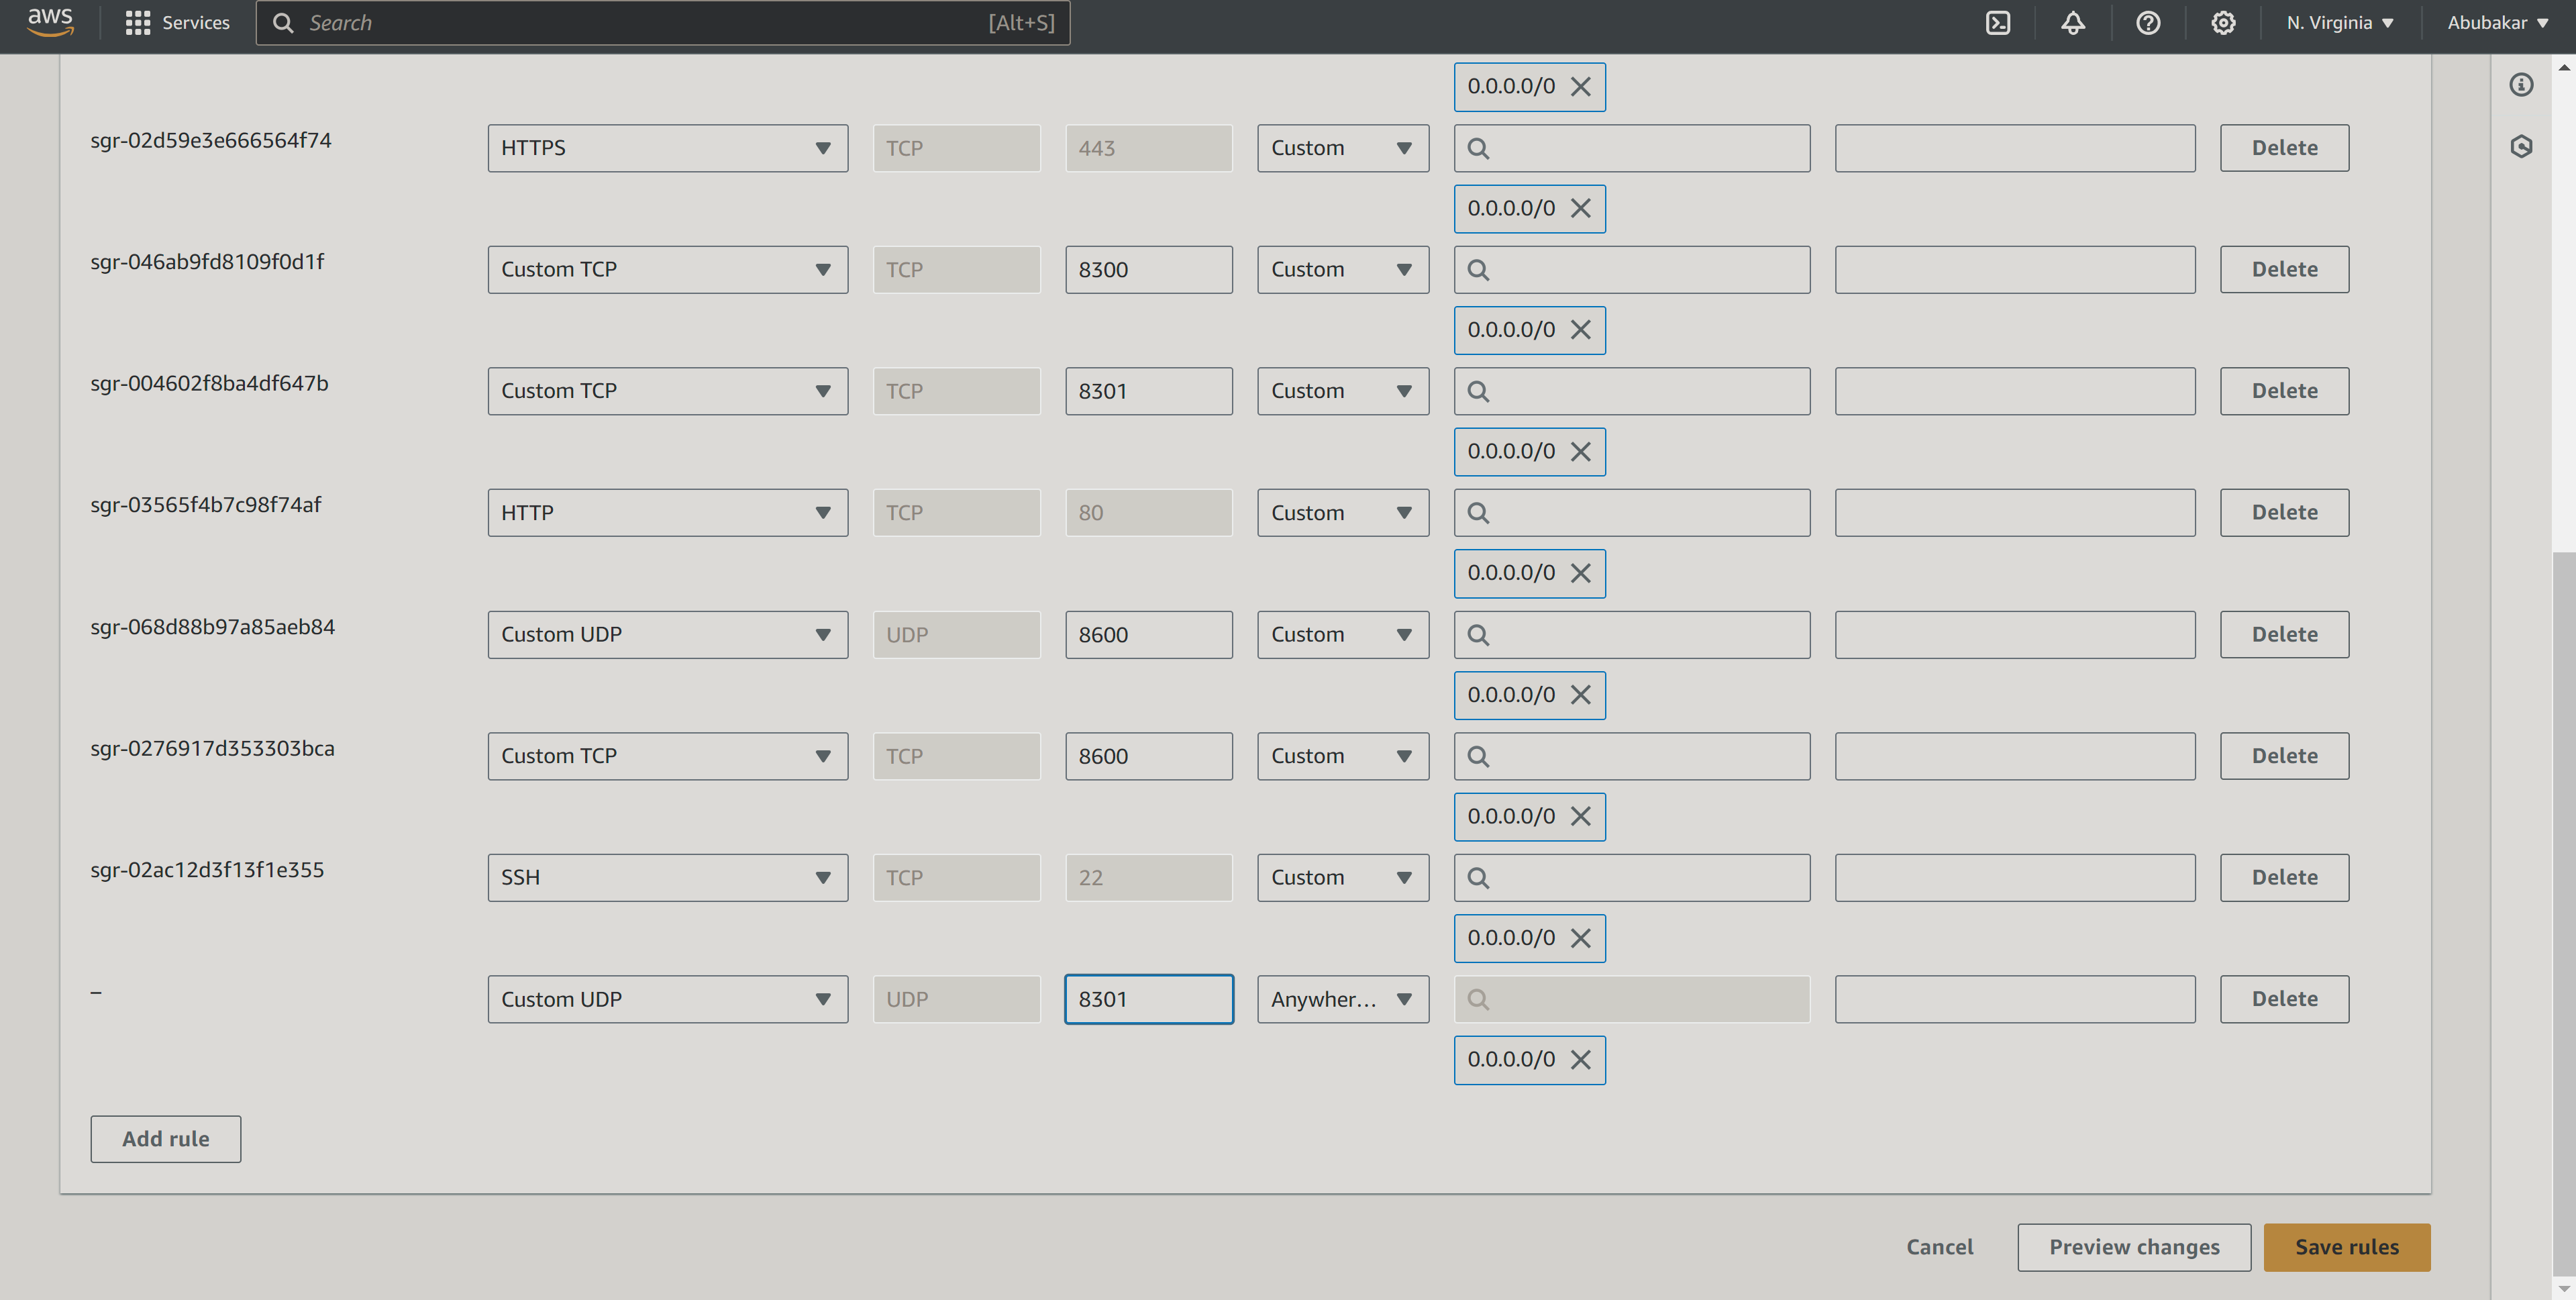 aws Services Search [Alt+S] N. Virginia Abubakar
0.0.0.0/0
sgr-02d59e3e666564f74 HTTPS TCP 443 Custom Delete
0.0.0.0/0
sgr-046ab9fd8109f0d1f Custom TCP TCP 8300 Custom Delete
0.0.0.0/0
sgr-004602f8ba4df647b Custom TCP TCP 8301 Custom Delete
0.0.0.0/0
sgr-03565f4b7c98f74af HTTP TCP 80 Custom Delete
0.0.0.0/0
sgr-068d88b97a85aeb84 Custom UDP UDP 8600 Custom Delete
0.0.0.0/0
sgr-0276917d353303bca Custom TCP TCP 8600 Custom Delete
0.0.0.0/0
sgr-02ac12d3f13f1e355 SSH TCP 22 Custom Delete
0.0.0.0/0
– Custom UDP UDP 8301 Anywher... Delete
0.0.0.0/0
Add rule
Cancel Preview changes Save rules